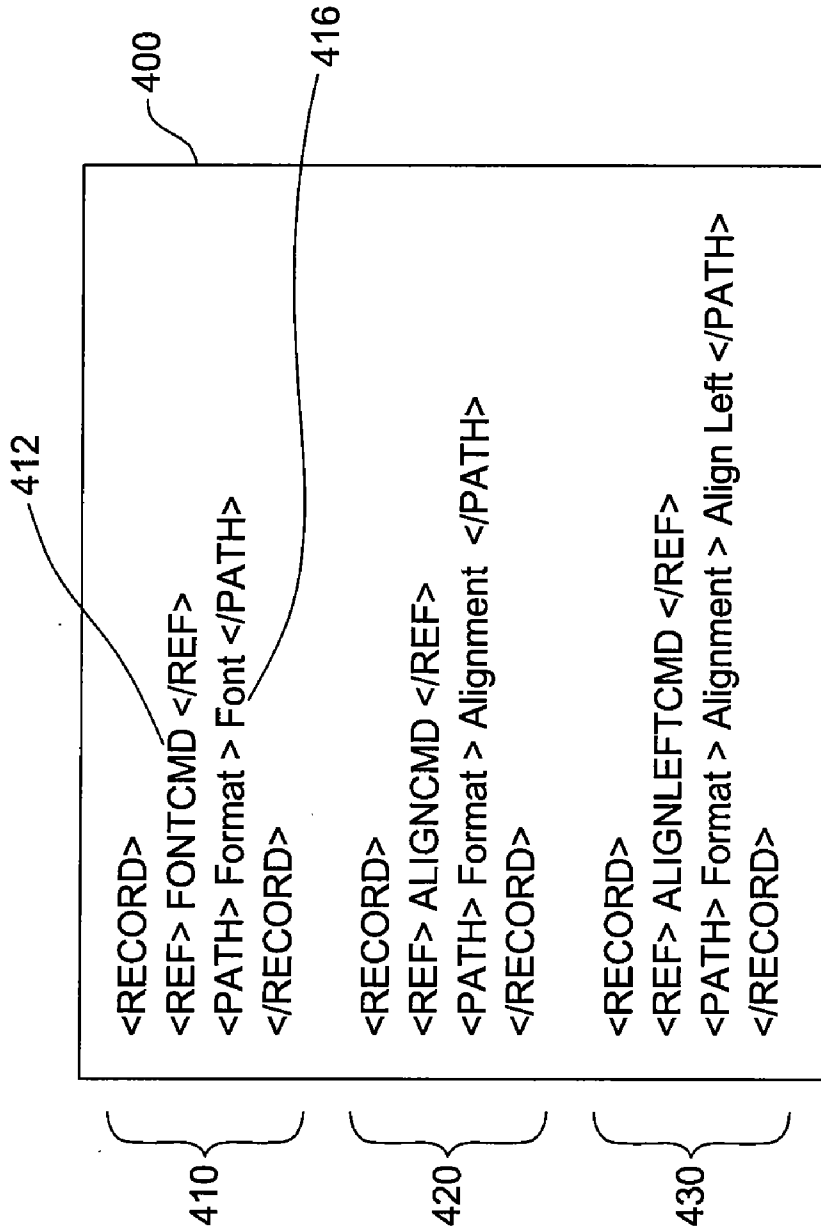 412
416
400
410
<RECORD>
<REF> FONTCMD </REF>
<PATH> Format > Font </PATH>
</RECORD>
420
<RECORD>
<REF> ALIGNCMD </REF>
<PATH> Format > Alignment </PATH>
</RECORD>
430
<RECORD>
<REF> ALIGNLEFTCMD </REF>
<PATH> Format > Alignment > Align Left </PATH>
</RECORD>